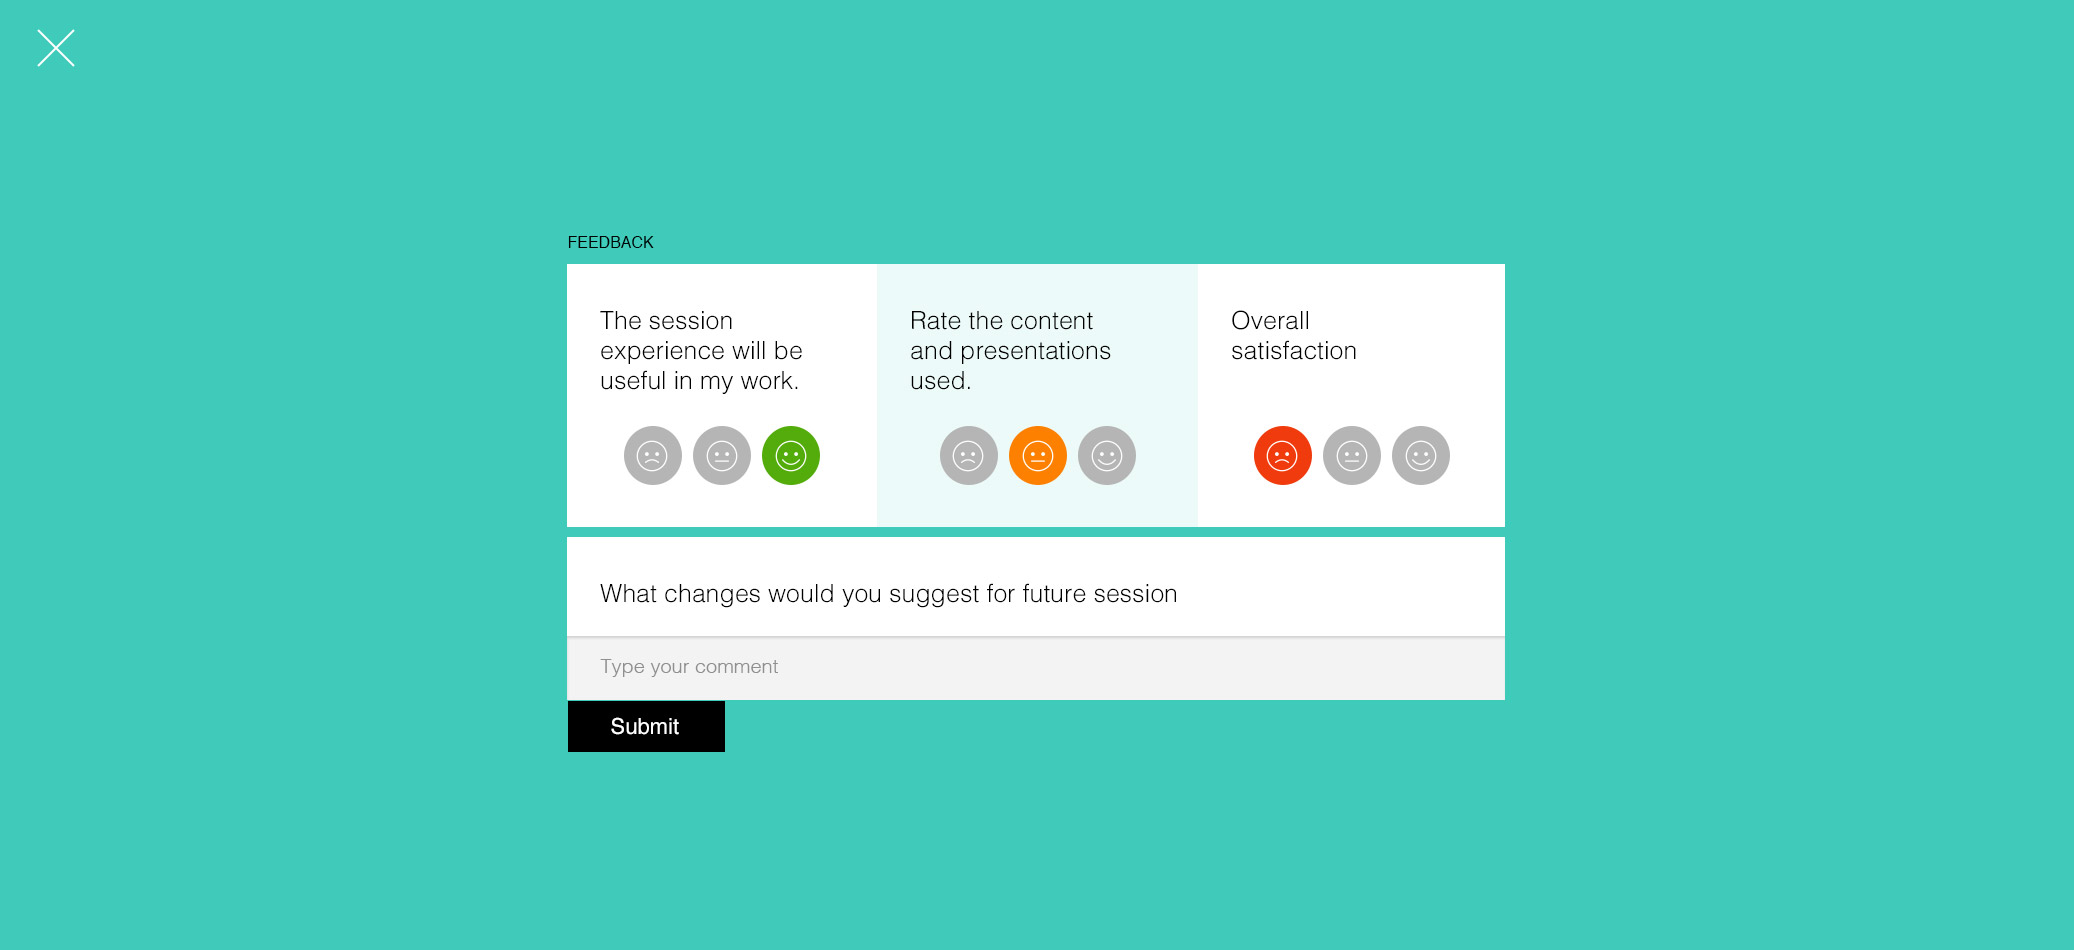 FEEDBACK
The session
experience will be
useful in my work.
Rate the content
and presentations
used.
Overall
satisfaction
What changes would you suggest for future session
Type your comment
Submit